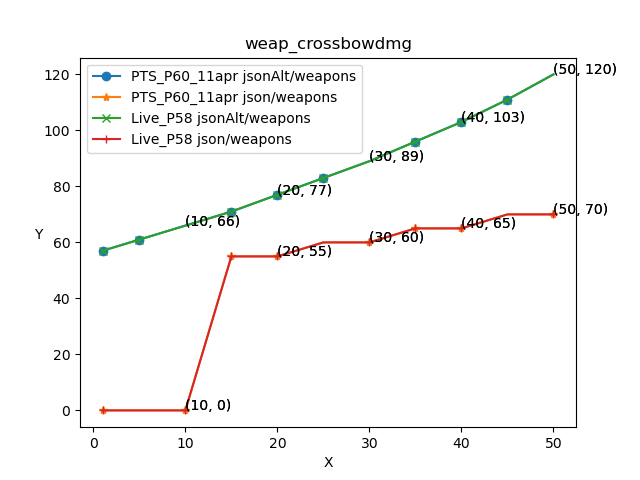 weap_crossbowdmg
PTS_P60_11apr jsonAlt/weapons
PTS_P60_11apr json/weapons
Live_P58 jsonAlt/weapons
Live_P58 json/weapons
(50, 120)
(40, 103)
(30, 89)
(20, 77)
(10, 66)
(50, 70)
(40, 65)
(30, 60)
(20, 55)
(10, 0)
120
100
80
60
40
20
0
Y
0 10 20 30 40 50
X